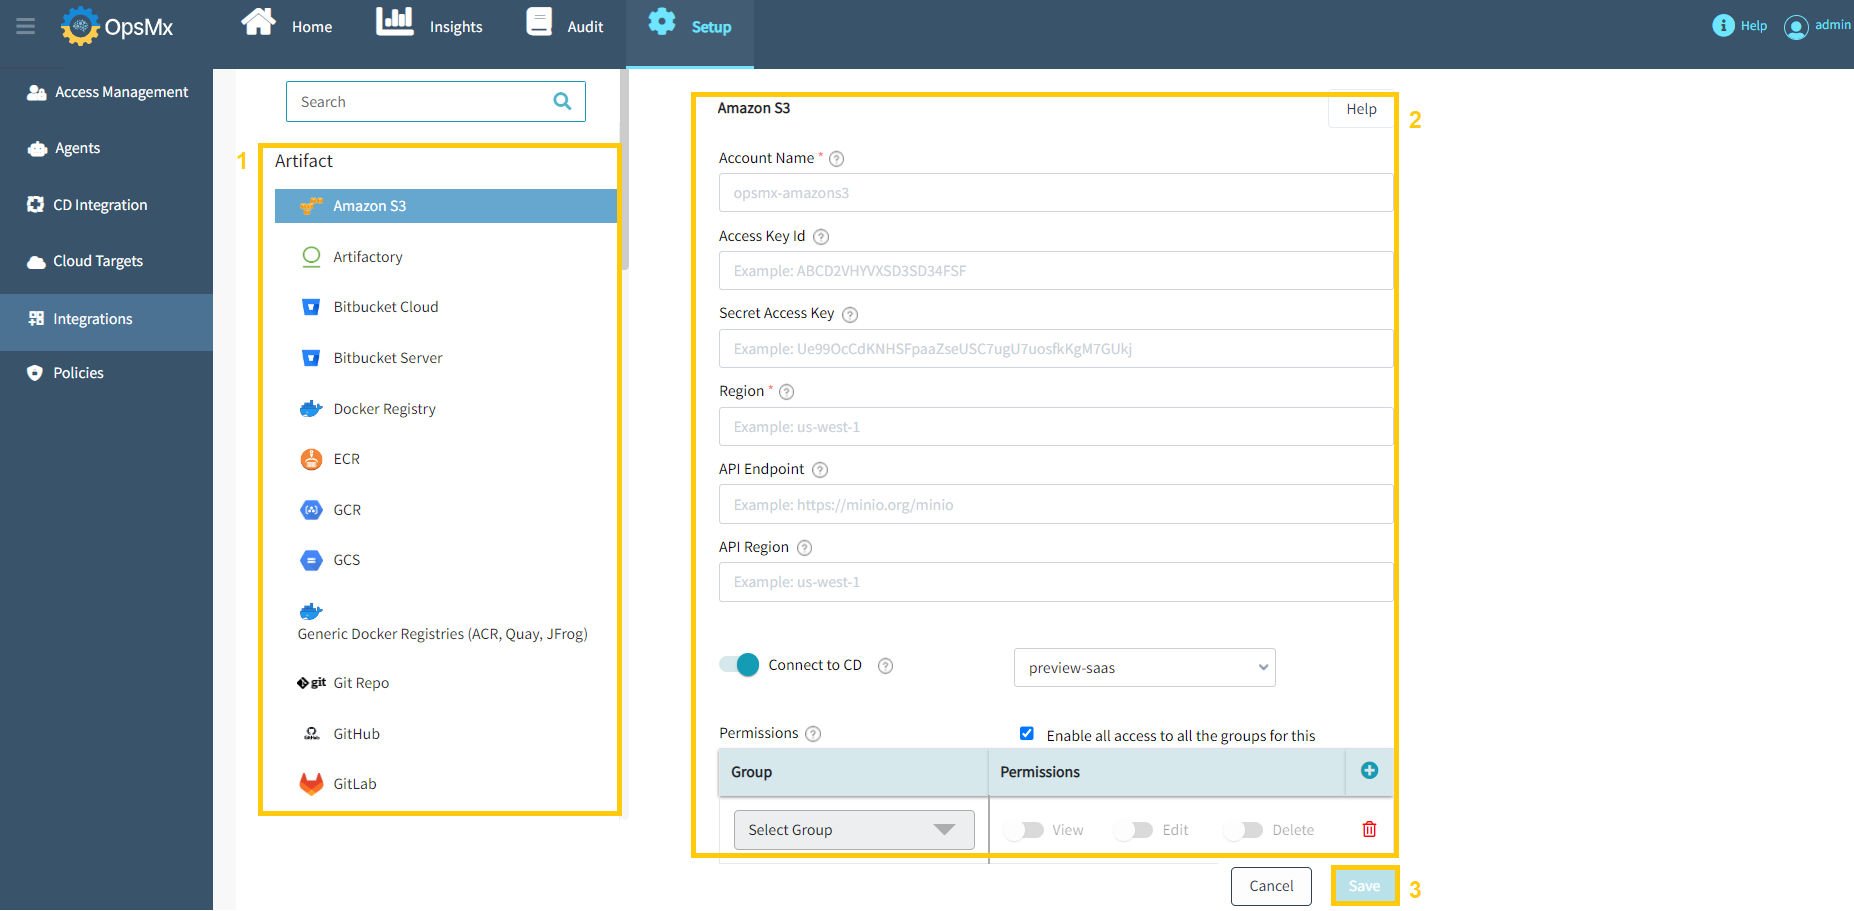 OpsMx
Home
Insights
Audit
Setup
Help
admin
Access Management
Agents
CD Integration
Cloud Targets
Integrations
Policies
Search
1
Artifact
Amazon S3
Artifactory
Bitbucket Cloud
Bitbucket Server
Docker Registry
ECR
GCR
GCS
Generic Docker Registries (ACR, Quay, JFrog)
git Git Repo
GitHub
GitLab
Amazon S3
Help
2
Account Name *
opsmx-amazons3
Access Key Id
Example: ABCD2VHYVXSD3SD34FSF
Secret Access Key
Example: Ue99OcCdKNHSFpaaZseUSC7ugU7uosfkKgM7GUkj
Region *
Example: us-west-1
API Endpoint
Example: https://minio.org/minio
API Region
Example: us-west-1
Connect to CD
preview-saas
Permissions
Enable all access to all the groups for this
Group
Permissions
Select Group
View
Edit
Delete
Cancel
Save
3